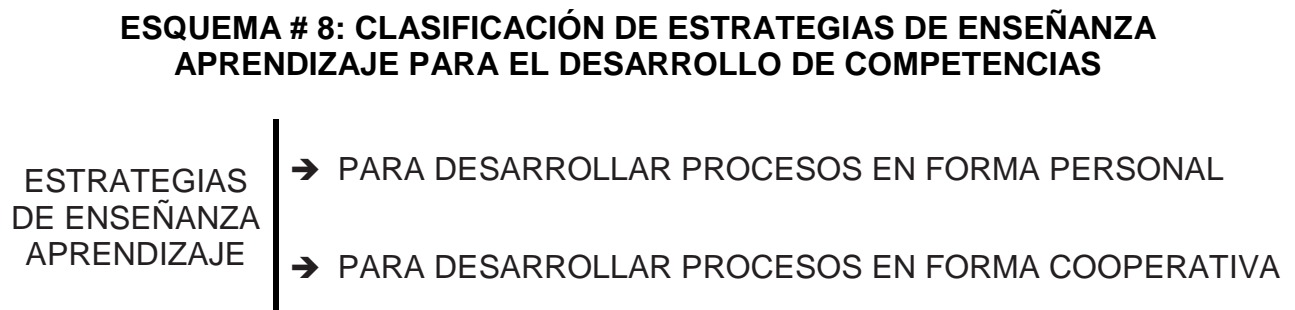 ESQUEMA # 8: CLASIFICACIÓN DE ESTRATEGIAS DE ENSEÑANZA
APRENDIZAJE PARA EL DESARROLLO DE COMPETENCIAS
ESTRATEGIAS
DE ENSEÑANZA
APRENDIZAJE
➔ PARA DESARROLLAR PROCESOS EN FORMA PERSONAL
➔ PARA DESARROLLAR PROCESOS EN FORMA COOPERATIVA